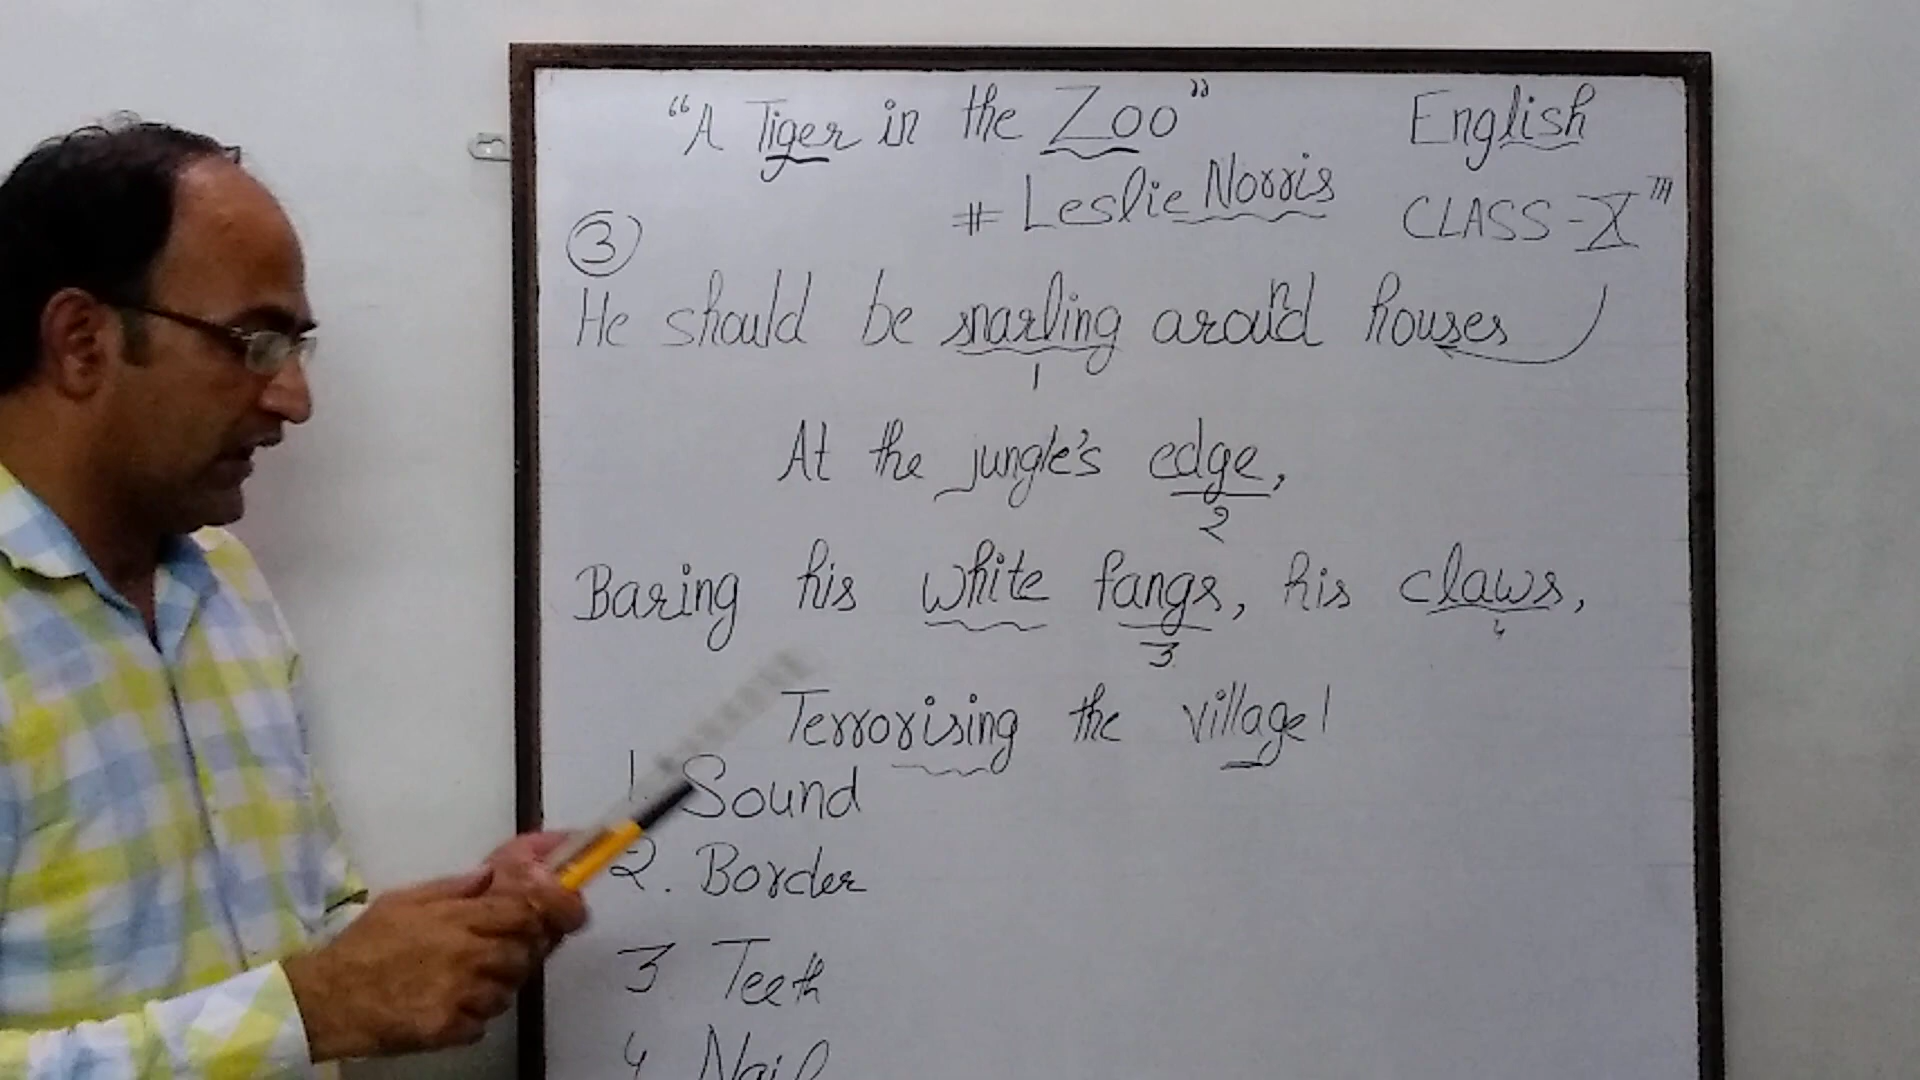 "A Tiger in the Zoo" English
# Leslie Norris CLASS-X TH
3
He should be snarling around houses
1
At the jungle's edge,
2
Baring his white fangs, his claws,
3 4
Terrorising the village!
1. Sound
2. Border
3 Teeth
4 Nail